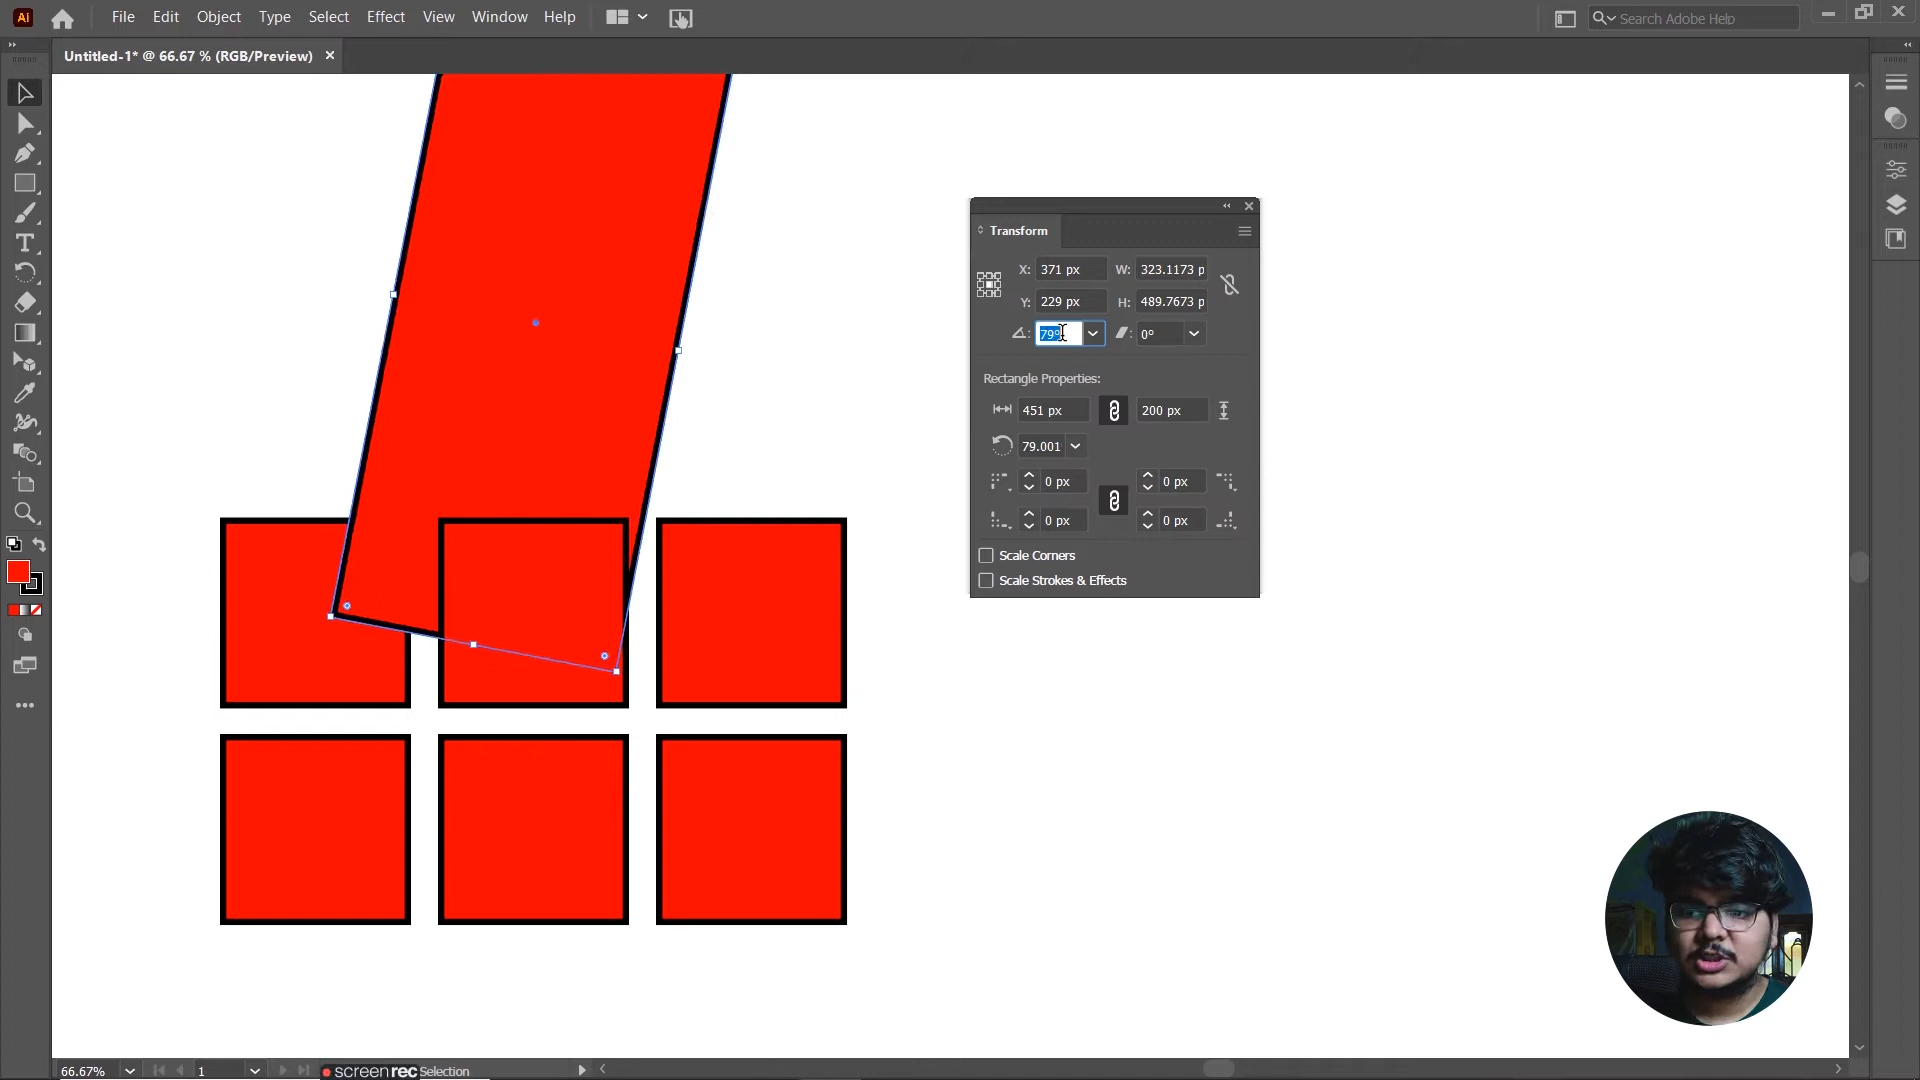 Ai File Edit Object Type Select Effect View Window Help Search Adobe Help
Untitled-1* @ 66.67 % (RGB/Preview) ×
Transform
X: 371 px W: 323.1173 p
Y: 229 px H: 489.7673 p
79° 0°
Rectangle Properties:
451 px 200 px
79.001
0 px 0 px
0 px 0 px
Scale Corners
Scale Strokes & Effects
66.67% 1 screenrec Selection